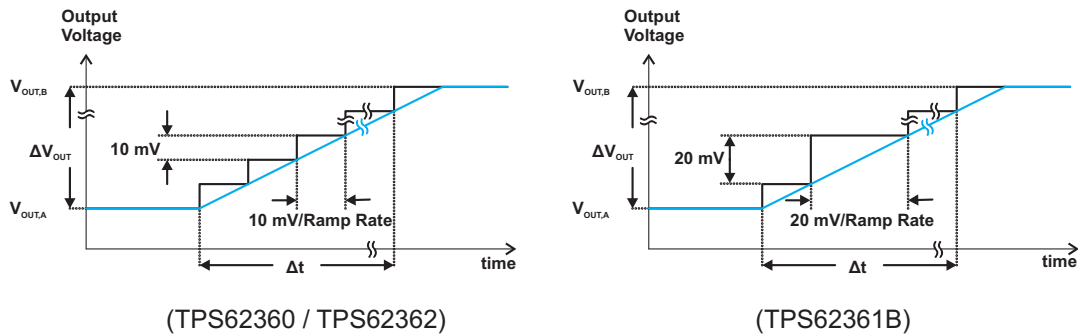 Output
Voltage
V_OUT,B
ΔV_OUT
V_OUT,A
10 mV
10 mV/Ramp Rate
Δt
time
(TPS62360 / TPS62362)
Output
Voltage
V_OUT,B
ΔV_OUT
V_OUT,A
20 mV
20 mV/Ramp Rate
Δt
time
(TPS62361B)